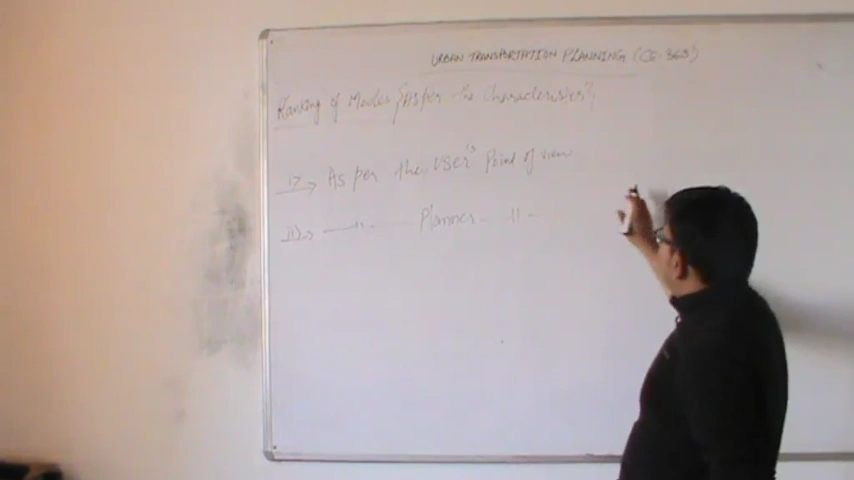 URBAN TRANSPORTATION PLANNING (CE-368)
Ranking of Modes {As per the Characteristics}
i) → As per the user's Point of view
ii) → —"— Planner —"—